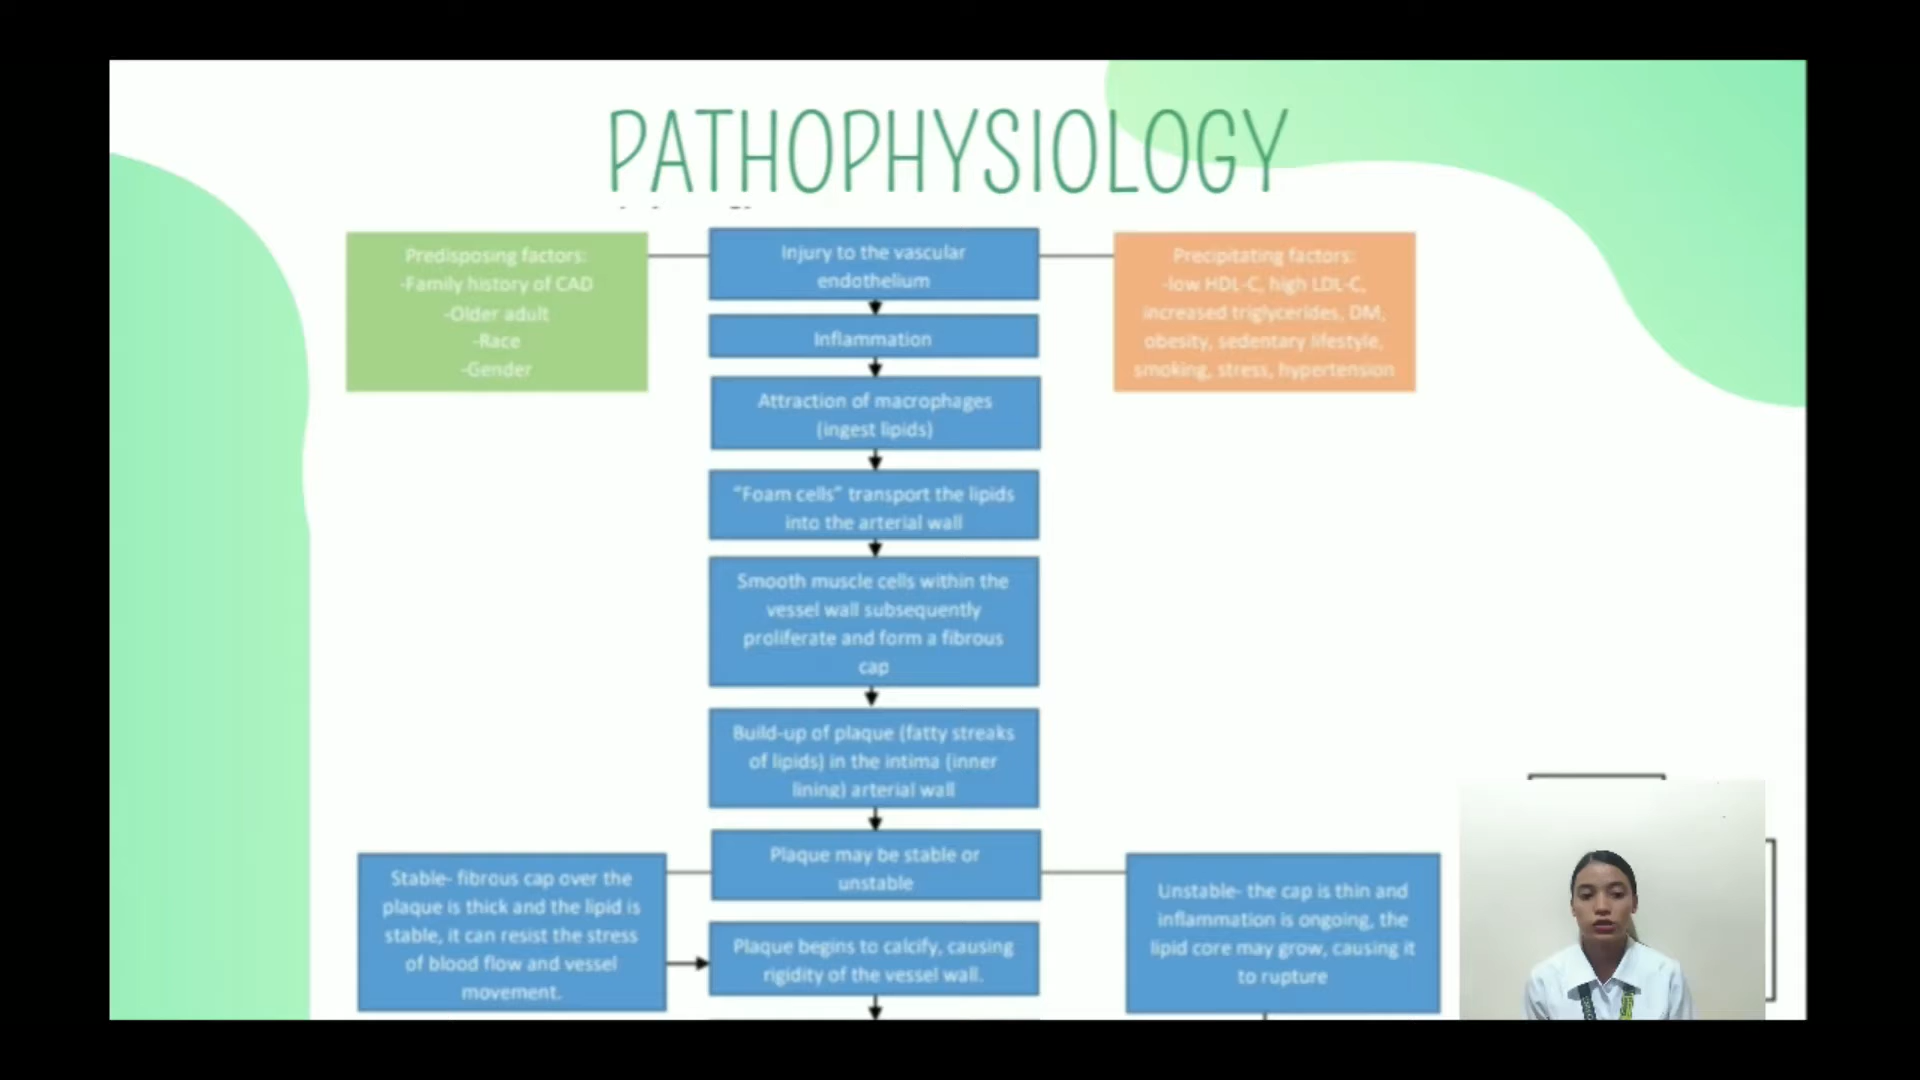 PATHOPHYSIOLOGY
Predisposing factors:
-Family history of CAD
-Older adult
-Race
-Gender
Injury to the vascular
endothelium
Precipitating factors:
-low HDL-C, high LDL-C,
increased triglycerides, DM,
obesity, sedentary lifestyle,
smoking, stress, hypertension
Inflammation
Attraction of macrophages
(ingest lipids)
"Foam cells" transport the lipids
into the arterial wall
Smooth muscle cells within the
vessel wall subsequently
proliferate and form a fibrous
cap
Build-up of plaque (fatty streaks
of lipids) in the intima (inner
lining) arterial wall
Plaque may be stable or
unstable
Stable- fibrous cap over the
plaque is thick and the lipid is
stable, it can resist the stress
of blood flow and vessel
movement.
Plaque begins to calcify, causing
rigidity of the vessel wall.
Unstable- the cap is thin and
inflammation is ongoing, the
lipid core may grow, causing it
to rupture